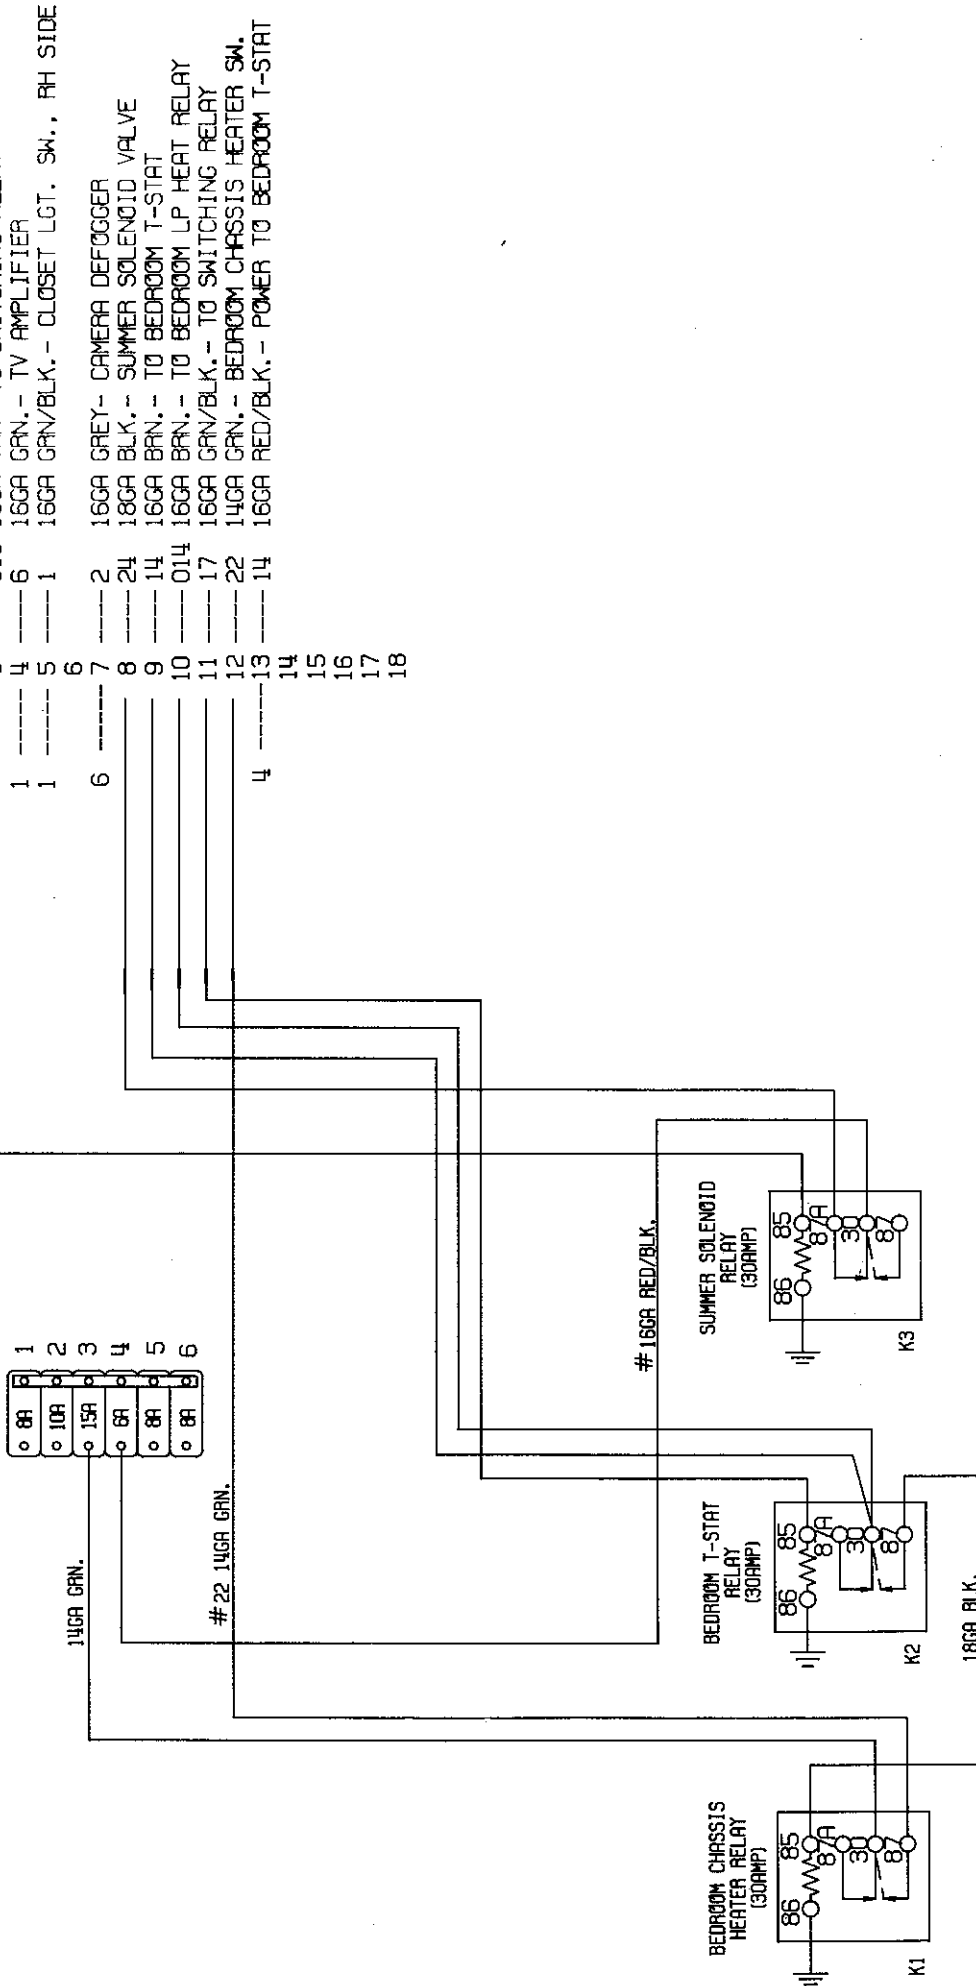 1 ----- 4 -----6 16GA GRN.- TV AMPLIFIER
1 ----- 5 ----- 1 16GA GRN/BLK.- CLOSET LGT. SW., RH SIDE
6
6 ------ 7 ----- 2 16GA GREY- CAMERA DEFOGGER
8 -----24 18GA BLK.- SUMMER SOLENOID VALVE
9 -----14 16GA BRN.- TO BEDROOM T-STAT
10 ----014 16GA BRN.- TO BEDROOM LP HEAT RELAY
11 ----17 16GA GRN/BLK.- TO SWITCHING RELAY
12 -----22 14GA GRN.- BEDROOM CHASSIS HEATER SW.
4 ------13 -----14 16GA RED/BLK.- POWER TO BEDROOM T-STAT
14
15
16
17
18
8A 1
10A 2
15A 3
6A 4
8A 5
8A 6
14GA GRN.
#22 14GA GRN.
#16GA RED/BLK.
BEDROOM CHASSIS
HEATER RELAY
(30AMP)
86 85
87A
30
87
K1
BEDROOM T-STAT
RELAY
(30AMP)
86 85
87A
30
87
K2
18GA BLK.
SUMMER SOLENOID
RELAY
(30AMP)
86 85
87A
30
87
K3